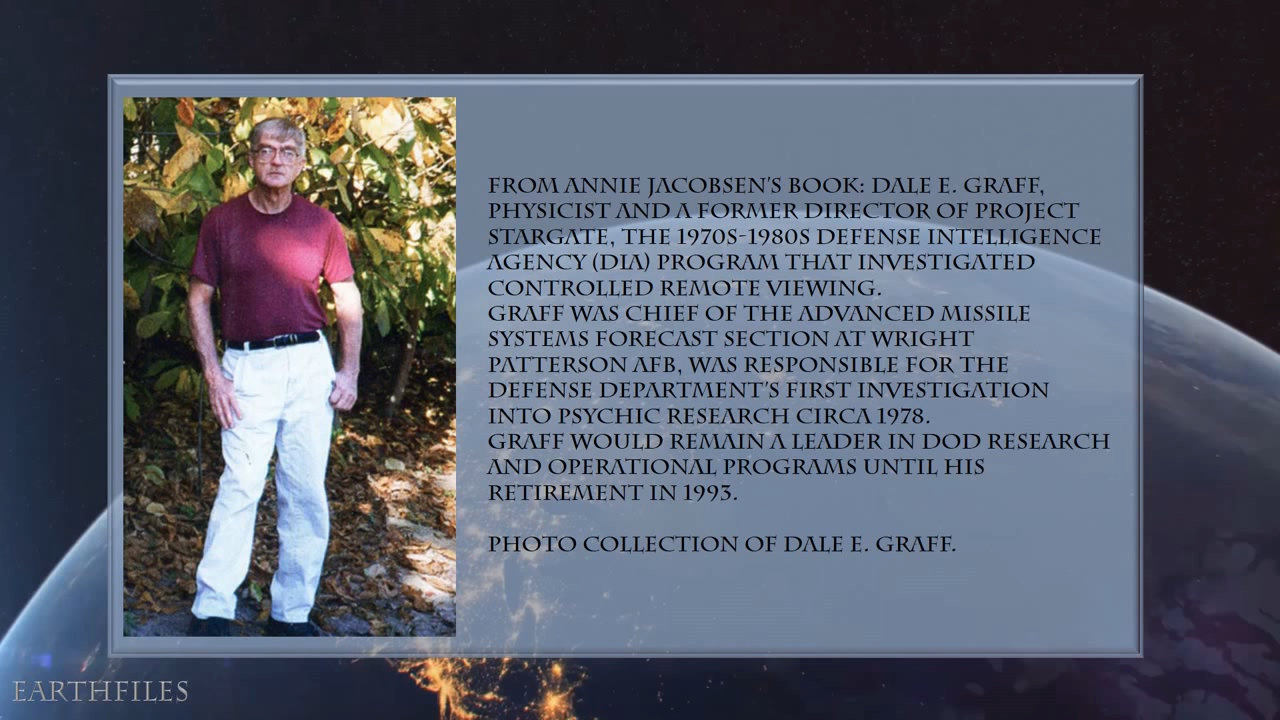 FROM ANNIE JACOBSEN'S BOOK: DALE E. GRAFF,
PHYSICIST AND A FORMER DIRECTOR OF PROJECT
STARGATE, THE 1970S-1980S DEFENSE INTELLIGENCE
AGENCY (DIA) PROGRAM THAT INVESTIGATED
CONTROLLED REMOTE VIEWING.
GRAFF WAS CHIEF OF THE ADVANCED MISSILE
SYSTEMS FORECAST SECTION AT WRIGHT
PATTERSON AFB, WAS RESPONSIBLE FOR THE
DEFENSE DEPARTMENT'S FIRST INVESTIGATION
INTO PSYCHIC RESEARCH CIRCA 1978.
GRAFF WOULD REMAIN A LEADER IN DOD RESEARCH
AND OPERATIONAL PROGRAMS UNTIL HIS
RETIREMENT IN 1993.
PHOTO COLLECTION OF DALE E. GRAFF.
EARTHFILES